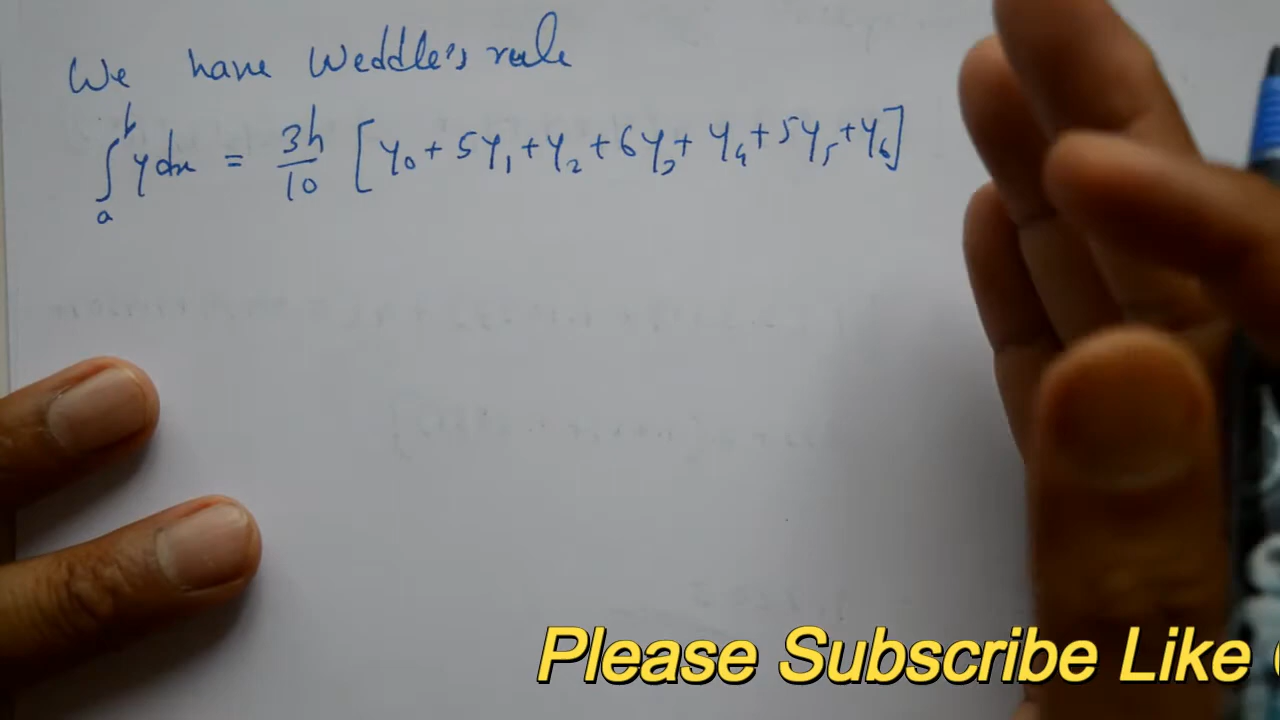 We have Weddle's rule
∫ₐᵇ y dx = 3h/10 [y₀ + 5y₁ + y₂ + 6y₃ + y₄ + 5y₅ + y₆]
Please Subscribe Like